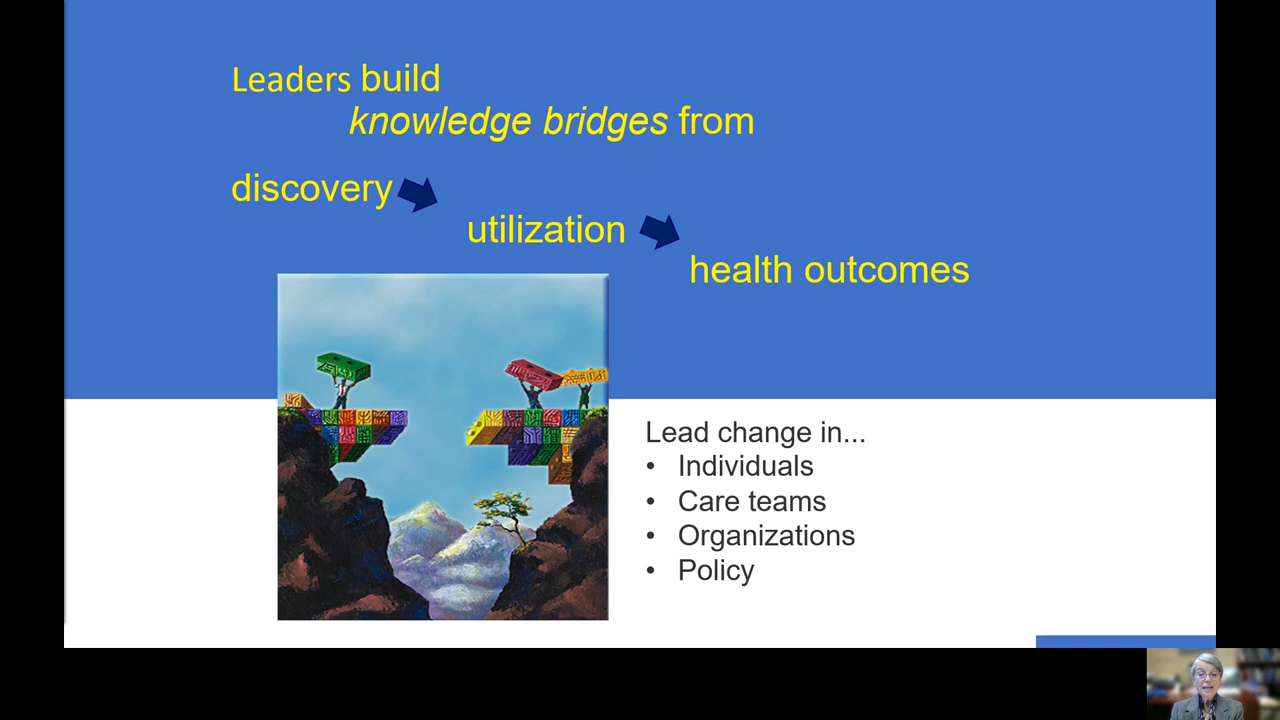 Leaders build
knowledge bridges from
discovery
utilization
health outcomes
Lead change in...
• Individuals
• Care teams
• Organizations
• Policy